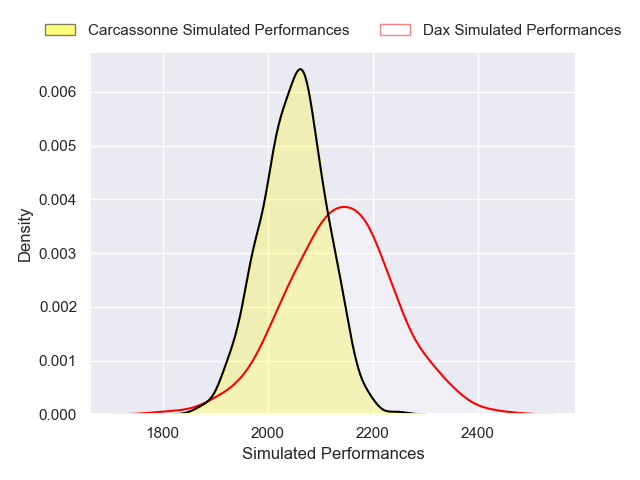 Carcassonne Simulated Performances
Dax Simulated Performances
0.006
0.005
0.004
0.003
0.002
0.001
0.000
Density
1800
2000
2200
2400
Simulated Performances